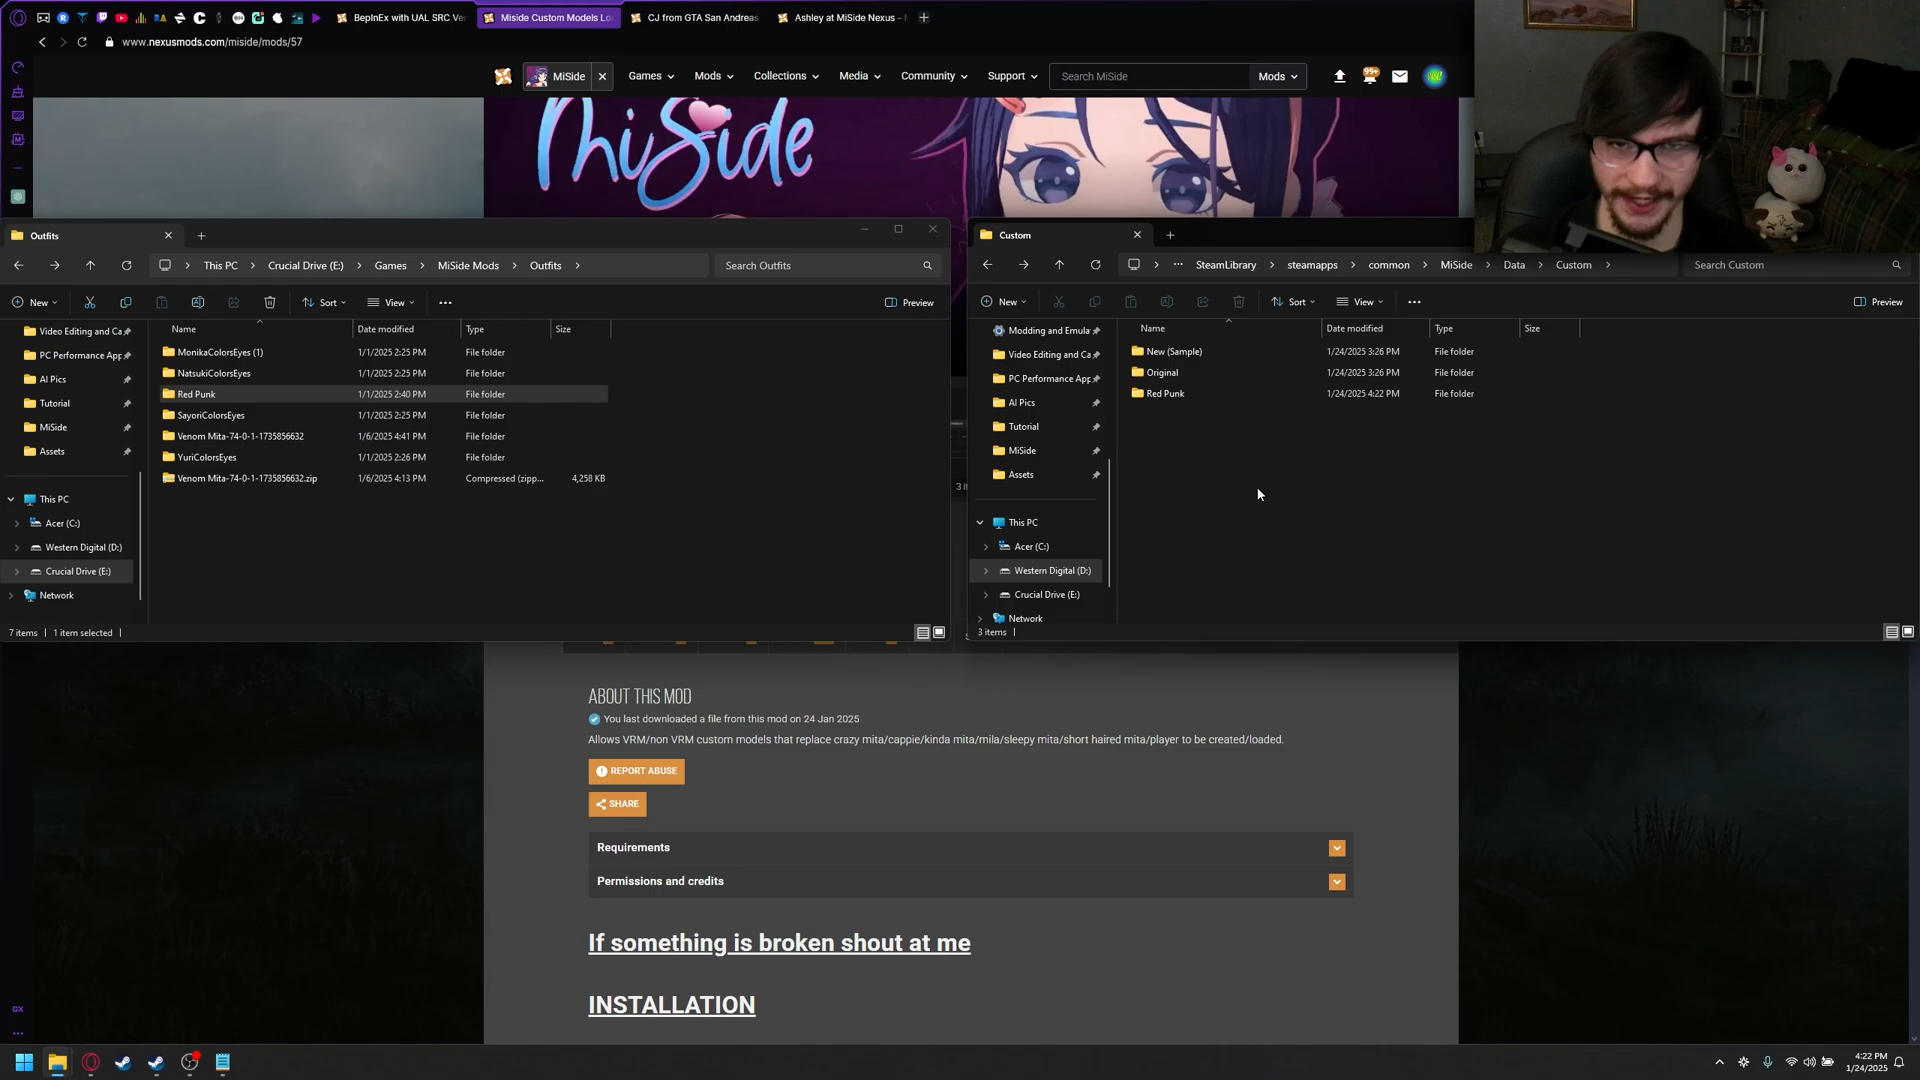 BepInEx with UAL SRC Ve
Miside Custom Models Lo
CJ from GTA San Andreas
Ashley at MiSide Nexus -
www.nexusmods.com/miside/mods/57
MiSide
Games
Mods
Collections
Media
Community
Support
Search MiSide
Mods
99+
MiSide
Outfits
This PC > Crucial Drive (E:) > Games > MiSide Mods > Outfits >
Search Outfits
New
Sort
View
Preview
Name
Date modified
Type
Size
Video Editing and Ca
PC Performance App
AI Pics
Tutorial
MiSide
Assets
This PC
Acer (C:)
Western Digital (D:)
Crucial Drive (E:)
Network
MonikaColorsEyes (1) 1/1/2025 2:25 PM File folder
NatsukiColorsEyes 1/1/2025 2:25 PM File folder
Red Punk 1/1/2025 2:40 PM File folder
SayoriColorsEyes 1/1/2025 2:25 PM File folder
Venom Mita-74-0-1-1735856632 1/6/2025 4:41 PM File folder
YuriColorsEyes 1/1/2025 2:26 PM File folder
Venom Mita-74-0-1-1735856632.zip 1/6/2025 4:13 PM Compressed (zipp... 4,258 KB
7 items
1 item selected
Custom
SteamLibrary > steamapps > common > MiSide > Data > Custom >
Search Custom
New
Sort
View
Preview
Name
Date modified
Type
Size
Modding and Emula
Video Editing and Ca
PC Performance App
AI Pics
Tutorial
MiSide
Assets
This PC
Acer (C:)
Western Digital (D:)
Crucial Drive (E:)
Network
New (Sample) 1/24/2025 3:26 PM File folder
Original 1/24/2025 3:26 PM File folder
Red Punk 1/24/2025 4:22 PM File folder
3 items
ABOUT THIS MOD
You last downloaded a file from this mod on 24 Jan 2025
Allows VRM/non VRM custom models that replace crazy mita/cappie/kinda mita/mila/sleepy mita/short haired mita/player to be created/loaded.
REPORT ABUSE
SHARE
Requirements
Permissions and credits
If something is broken shout at me
INSTALLATION
GX
4:22 PM
1/24/2025